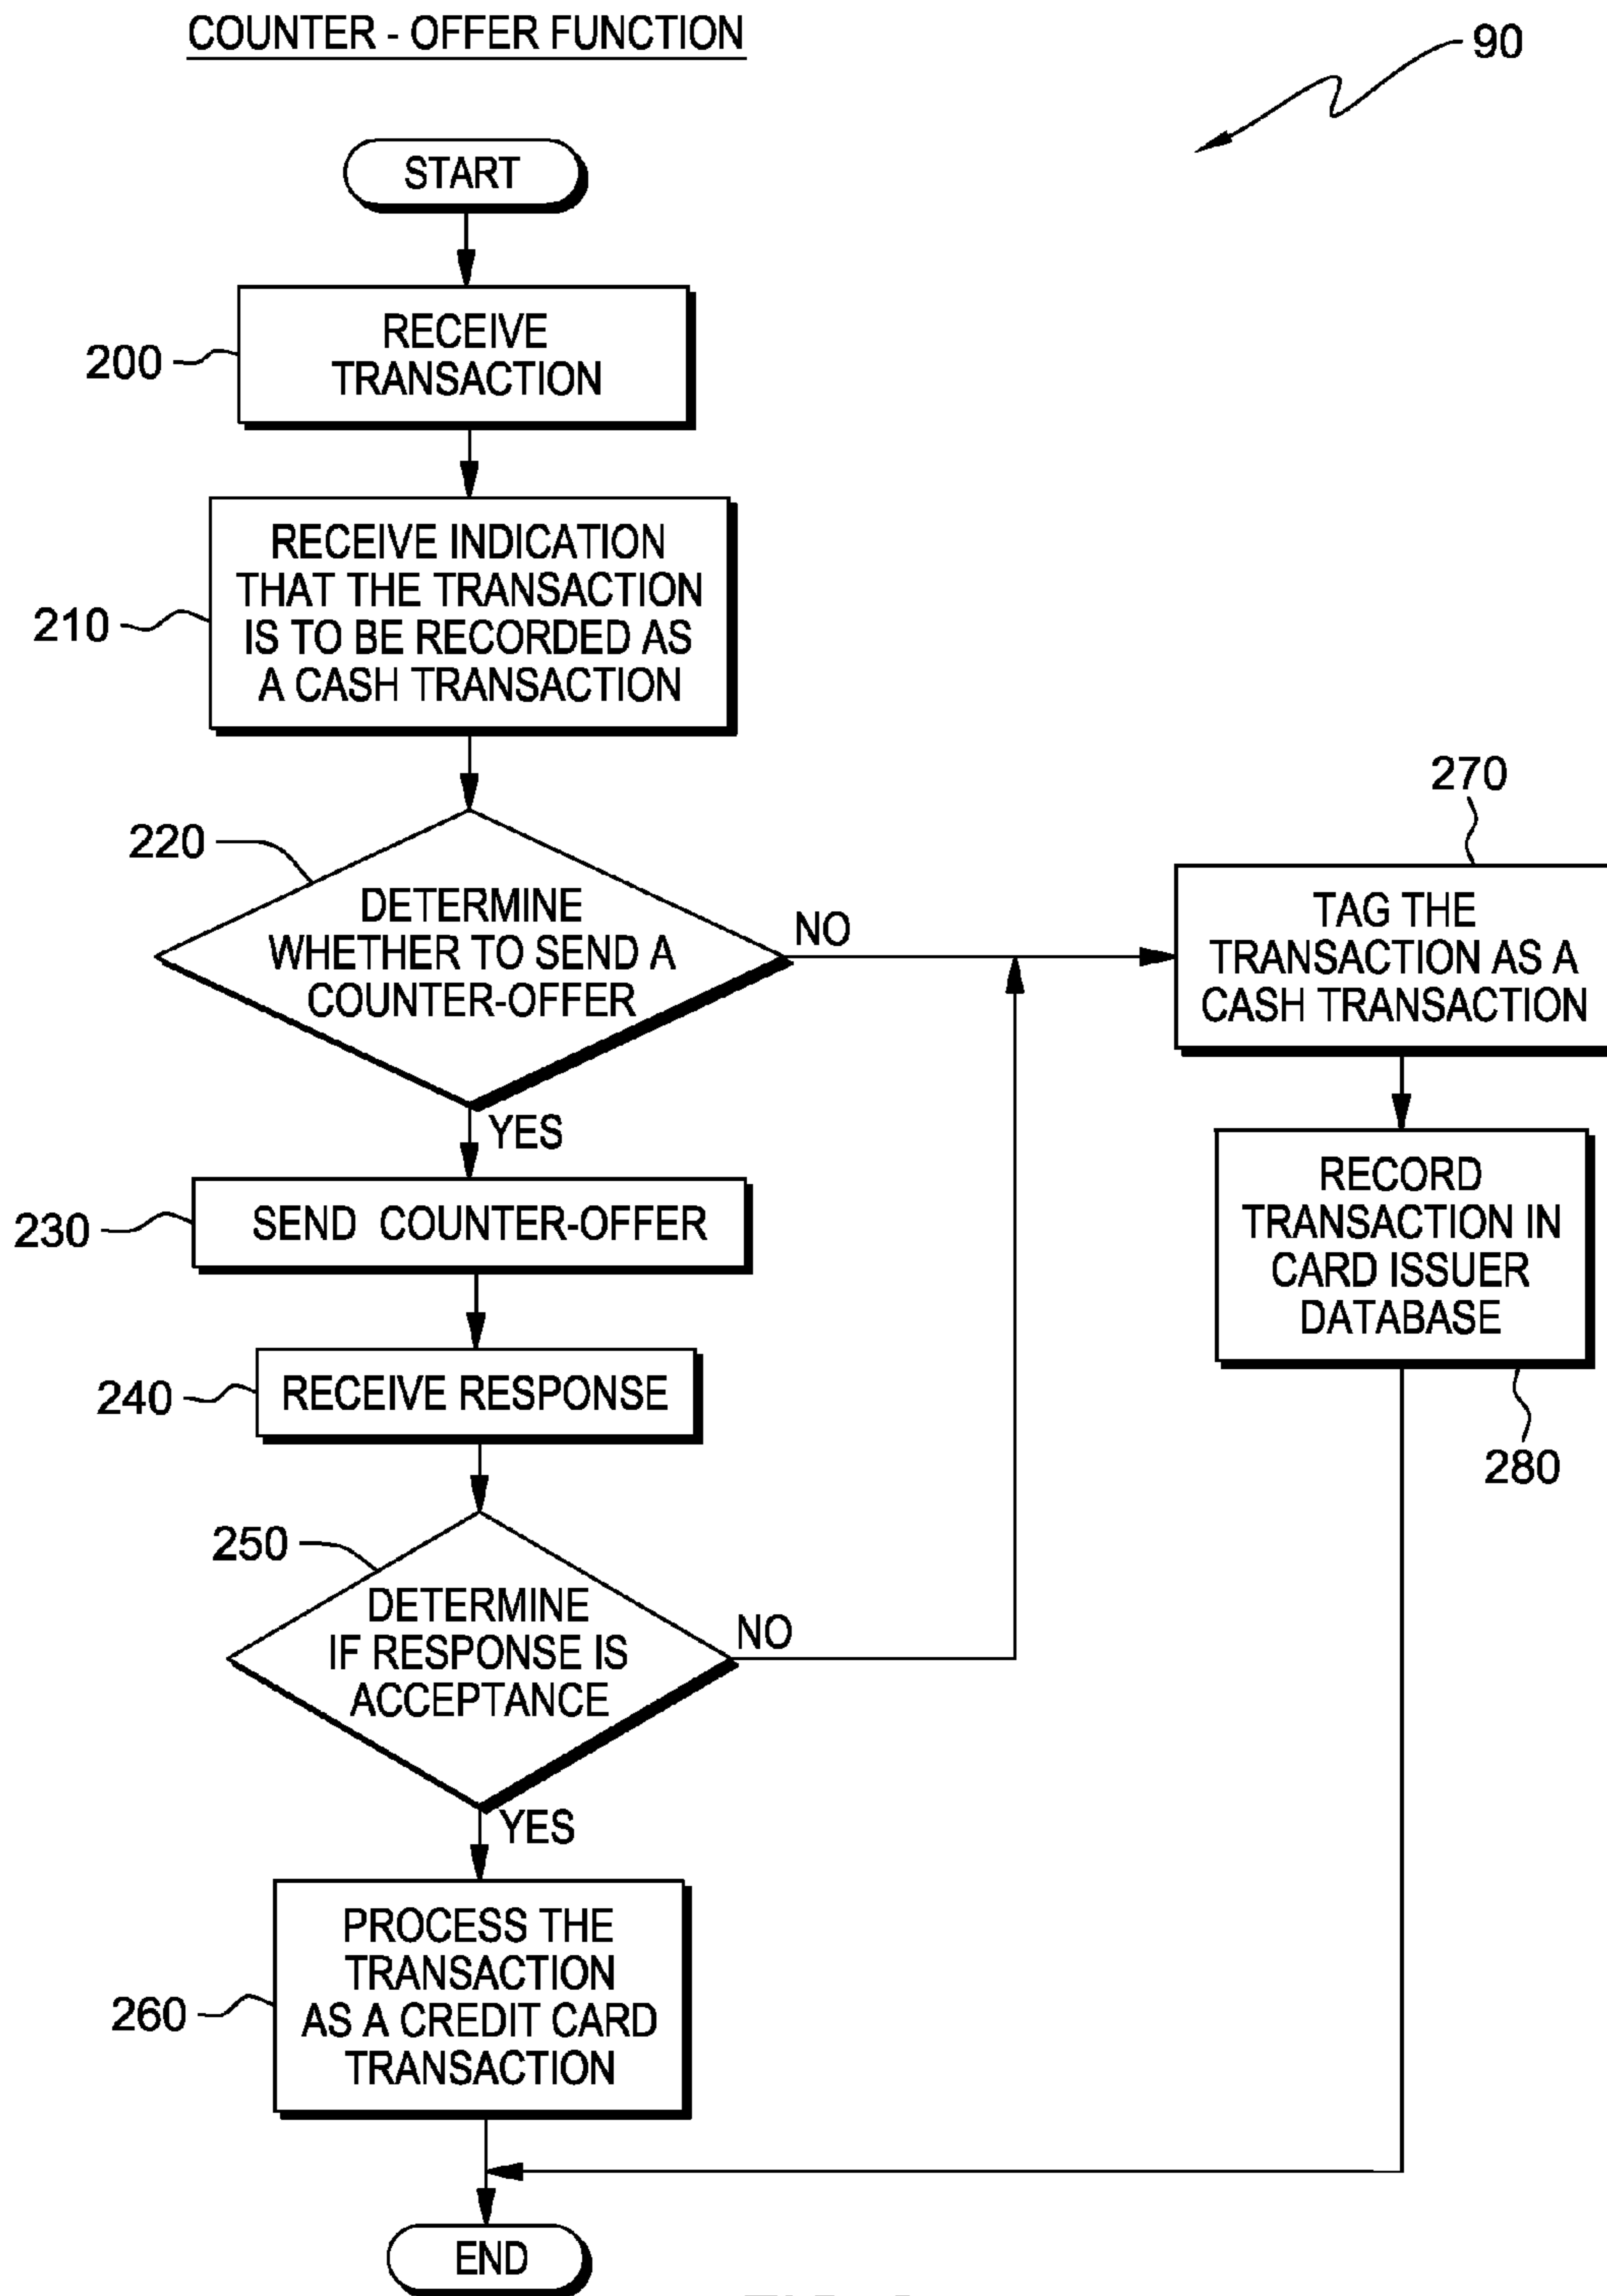 COUNTER - OFFER FUNCTION
90
START
200
RECEIVE
TRANSACTION
210
RECEIVE INDICATION
THAT THE TRANSACTION
IS TO BE RECORDED AS
A CASH TRANSACTION
220
DETERMINE
WHETHER TO SEND A
COUNTER-OFFER
NO
YES
270
TAG THE
TRANSACTION AS A
CASH TRANSACTION
230
SEND COUNTER-OFFER
RECORD
TRANSACTION IN
CARD ISSUER
DATABASE
280
240
RECEIVE RESPONSE
250
DETERMINE
IF RESPONSE IS
ACCEPTANCE
NO
YES
260
PROCESS THE
TRANSACTION
AS A CREDIT CARD
TRANSACTION
END